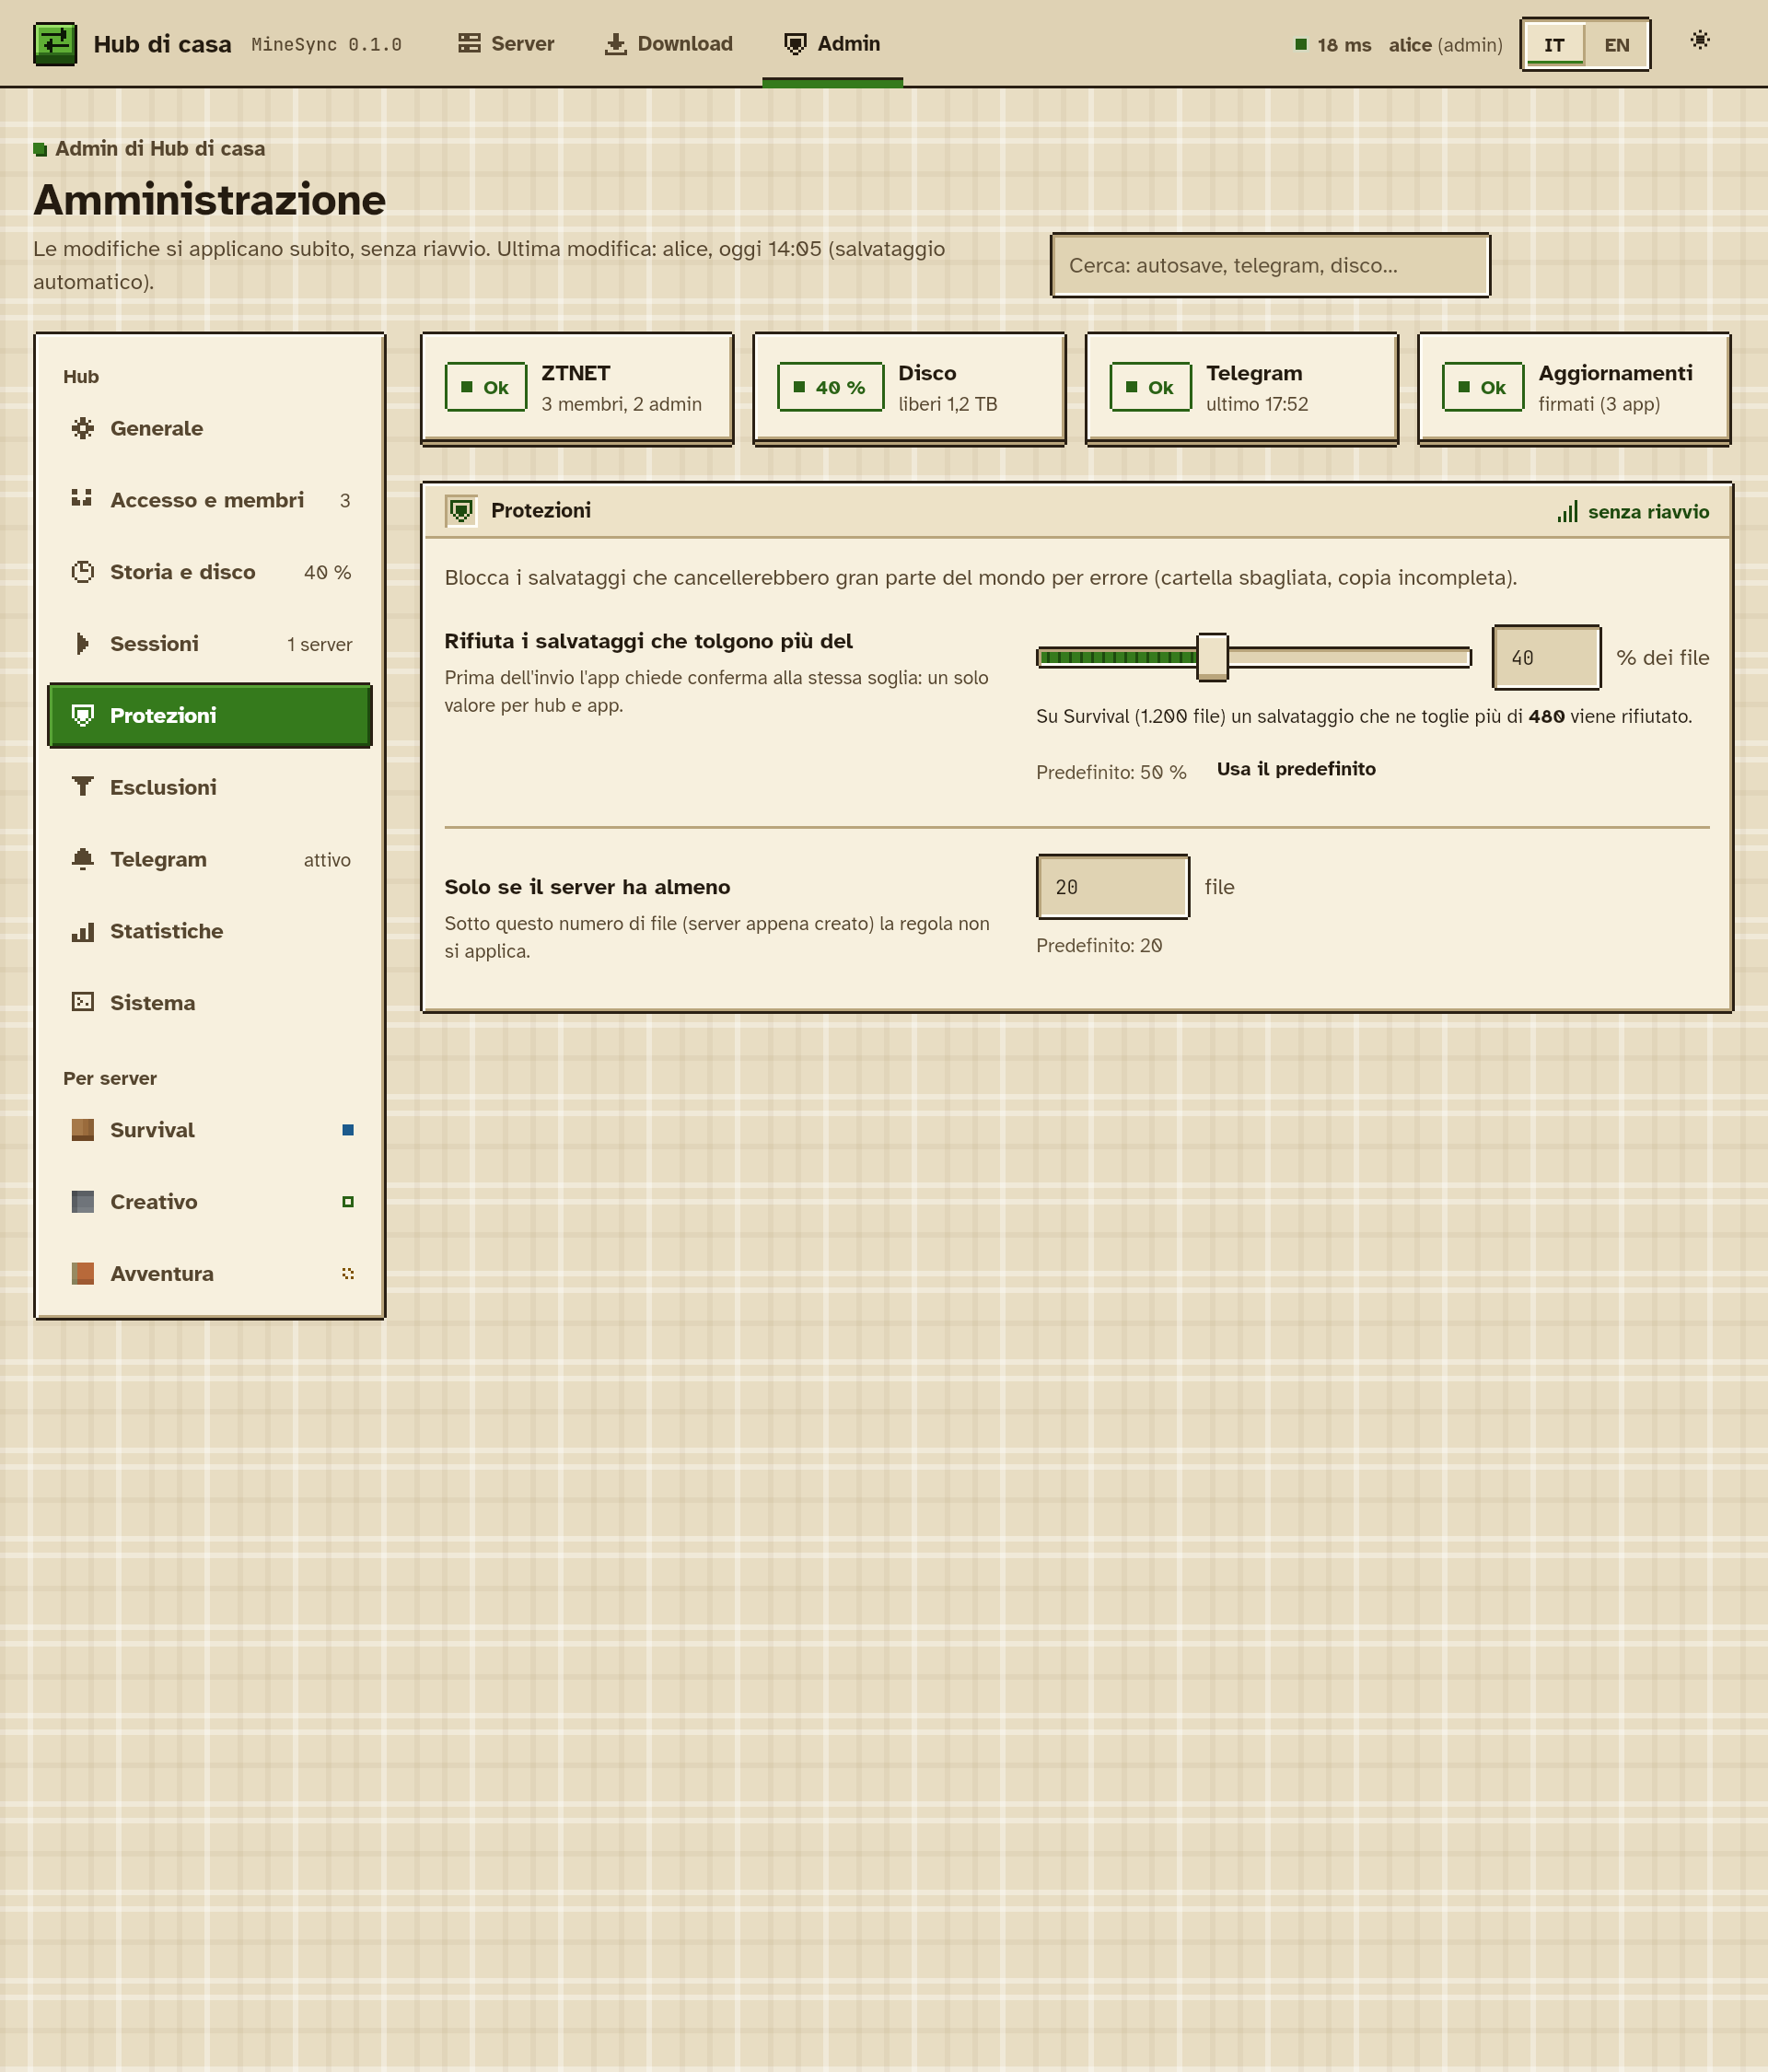 Hub di casa MineSync 0.1.0 Server Download Admin 18 ms alice (admin) IT EN
Admin di Hub di casa
Amministrazione
Le modifiche si applicano subito, senza riavvio. Ultima modifica: alice, oggi 14:05 (salvataggio
automatico).
Cerca: autosave, telegram, disco...
Hub
Generale
Accesso e membri 3
Storia e disco 40 %
Sessioni 1 server
Protezioni
Esclusioni
Telegram attivo
Statistiche
Sistema
Per server
Survival
Creativo
Avventura
Ok ZTNET
3 membri, 2 admin
40 % Disco
liberi 1,2 TB
Ok Telegram
ultimo 17:52
Ok Aggiornamenti
firmati (3 app)
Protezioni senza riavvio
Blocca i salvataggi che cancellerebbero gran parte del mondo per errore (cartella sbagliata, copia incompleta).
Rifiuta i salvataggi che tolgono più del
Prima dell'invio l'app chiede conferma alla stessa soglia: un solo
valore per hub e app.
40 % dei file
Su Survival (1.200 file) un salvataggio che ne toglie più di 480 viene rifiutato.
Predefinito: 50 % Usa il predefinito
Solo se il server ha almeno
Sotto questo numero di file (server appena creato) la regola non
si applica.
20 file
Predefinito: 20